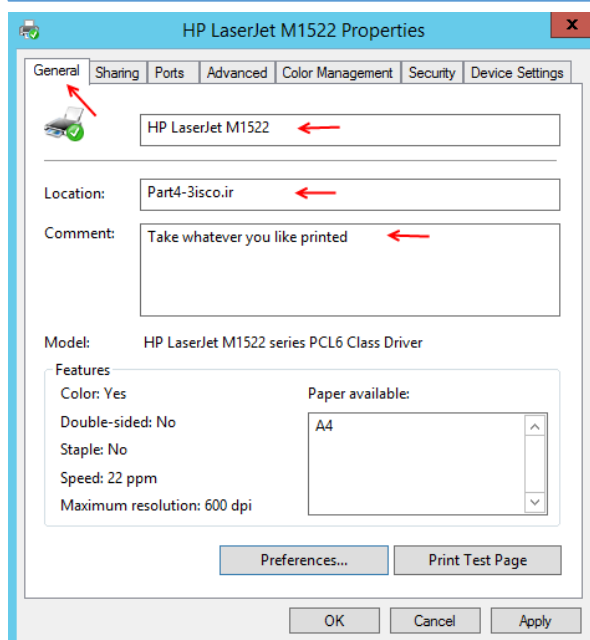 HP LaserJet M1522 Properties
x
General Sharing Ports Advanced Color Management Security Device Settings
HP LaserJet M1522
Location: Part4-3isco.ir
Comment: Take whatever you like printed
Model: HP LaserJet M1522 series PCL6 Class Driver
Features
Color: Yes
Paper available:
Double-sided: No
A4
Staple: No
Speed: 22 ppm
Maximum resolution: 600 dpi
Preferences... Print Test Page
OK Cancel Apply